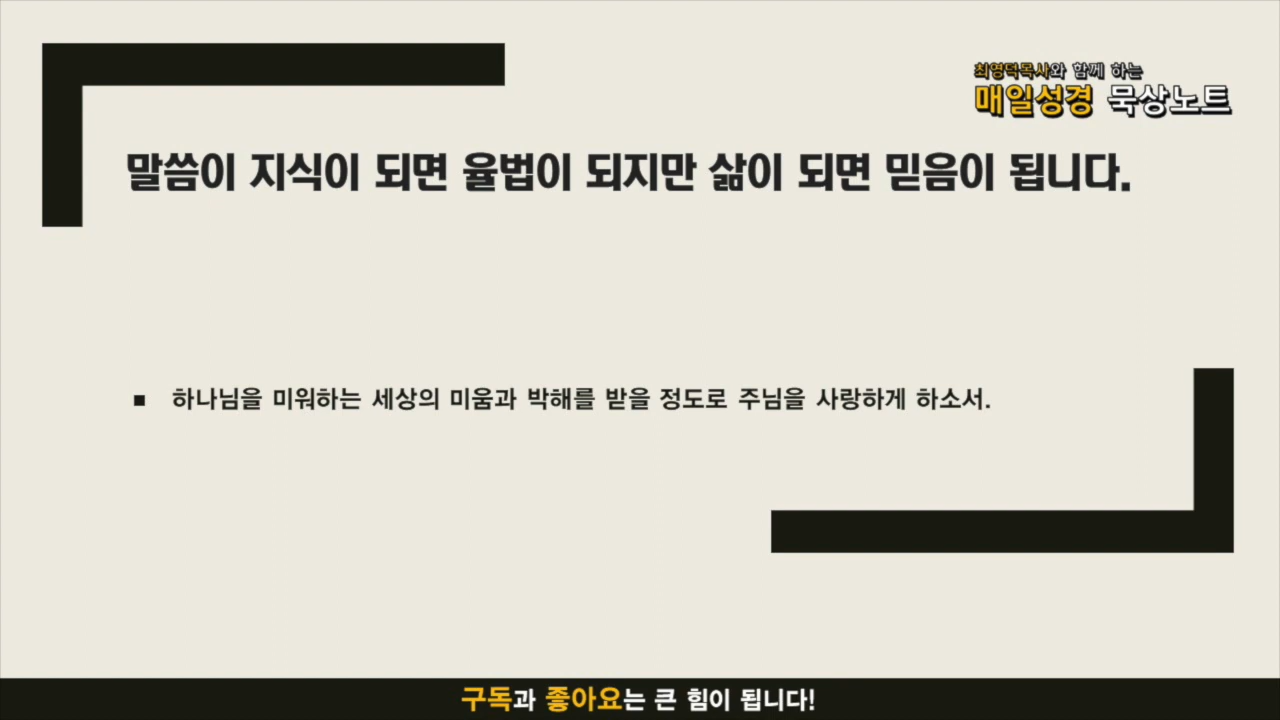 최영덕목사와 함께 하는
매일성경 묵상노트
말씀이 지식이 되면 율법이 되지만 삶이 되면 믿음이 됩니다.
■ 하나님을 미워하는 세상의 미움과 박해를 받을 정도로 주님을 사랑하게 하소서.
구독과 좋아요는 큰 힘이 됩니다!